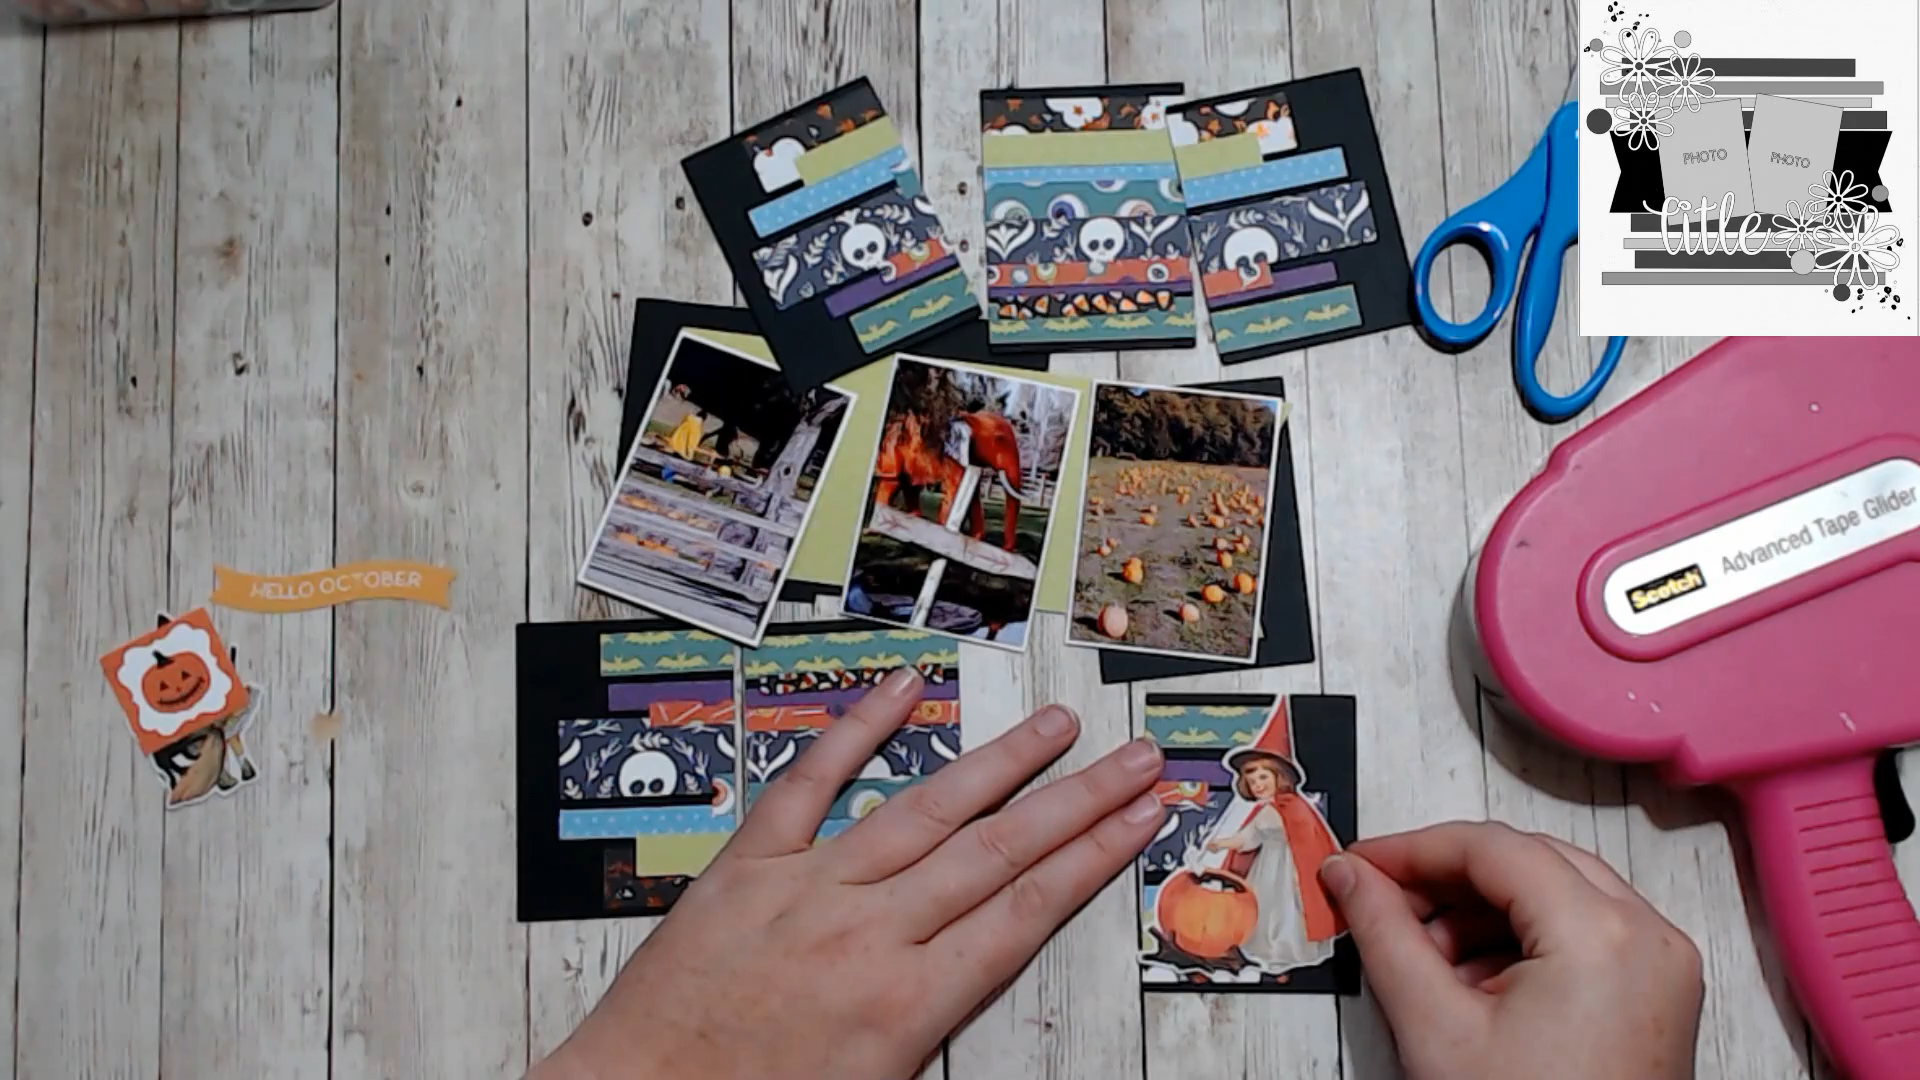 PHOTO
PHOTO
title
Scotch
Advanced Tape Glider
HELLO OCTOBER